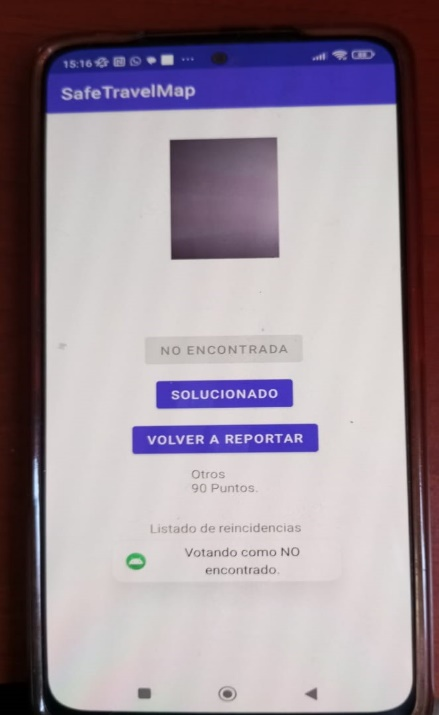 15:16
SafeTravelMap
NO ENCONTRADA
SOLUCIONADO
VOLVER A REPORTAR
Otros
90 Puntos.
Listado de reincidencias
Votando como NO
encontrado.